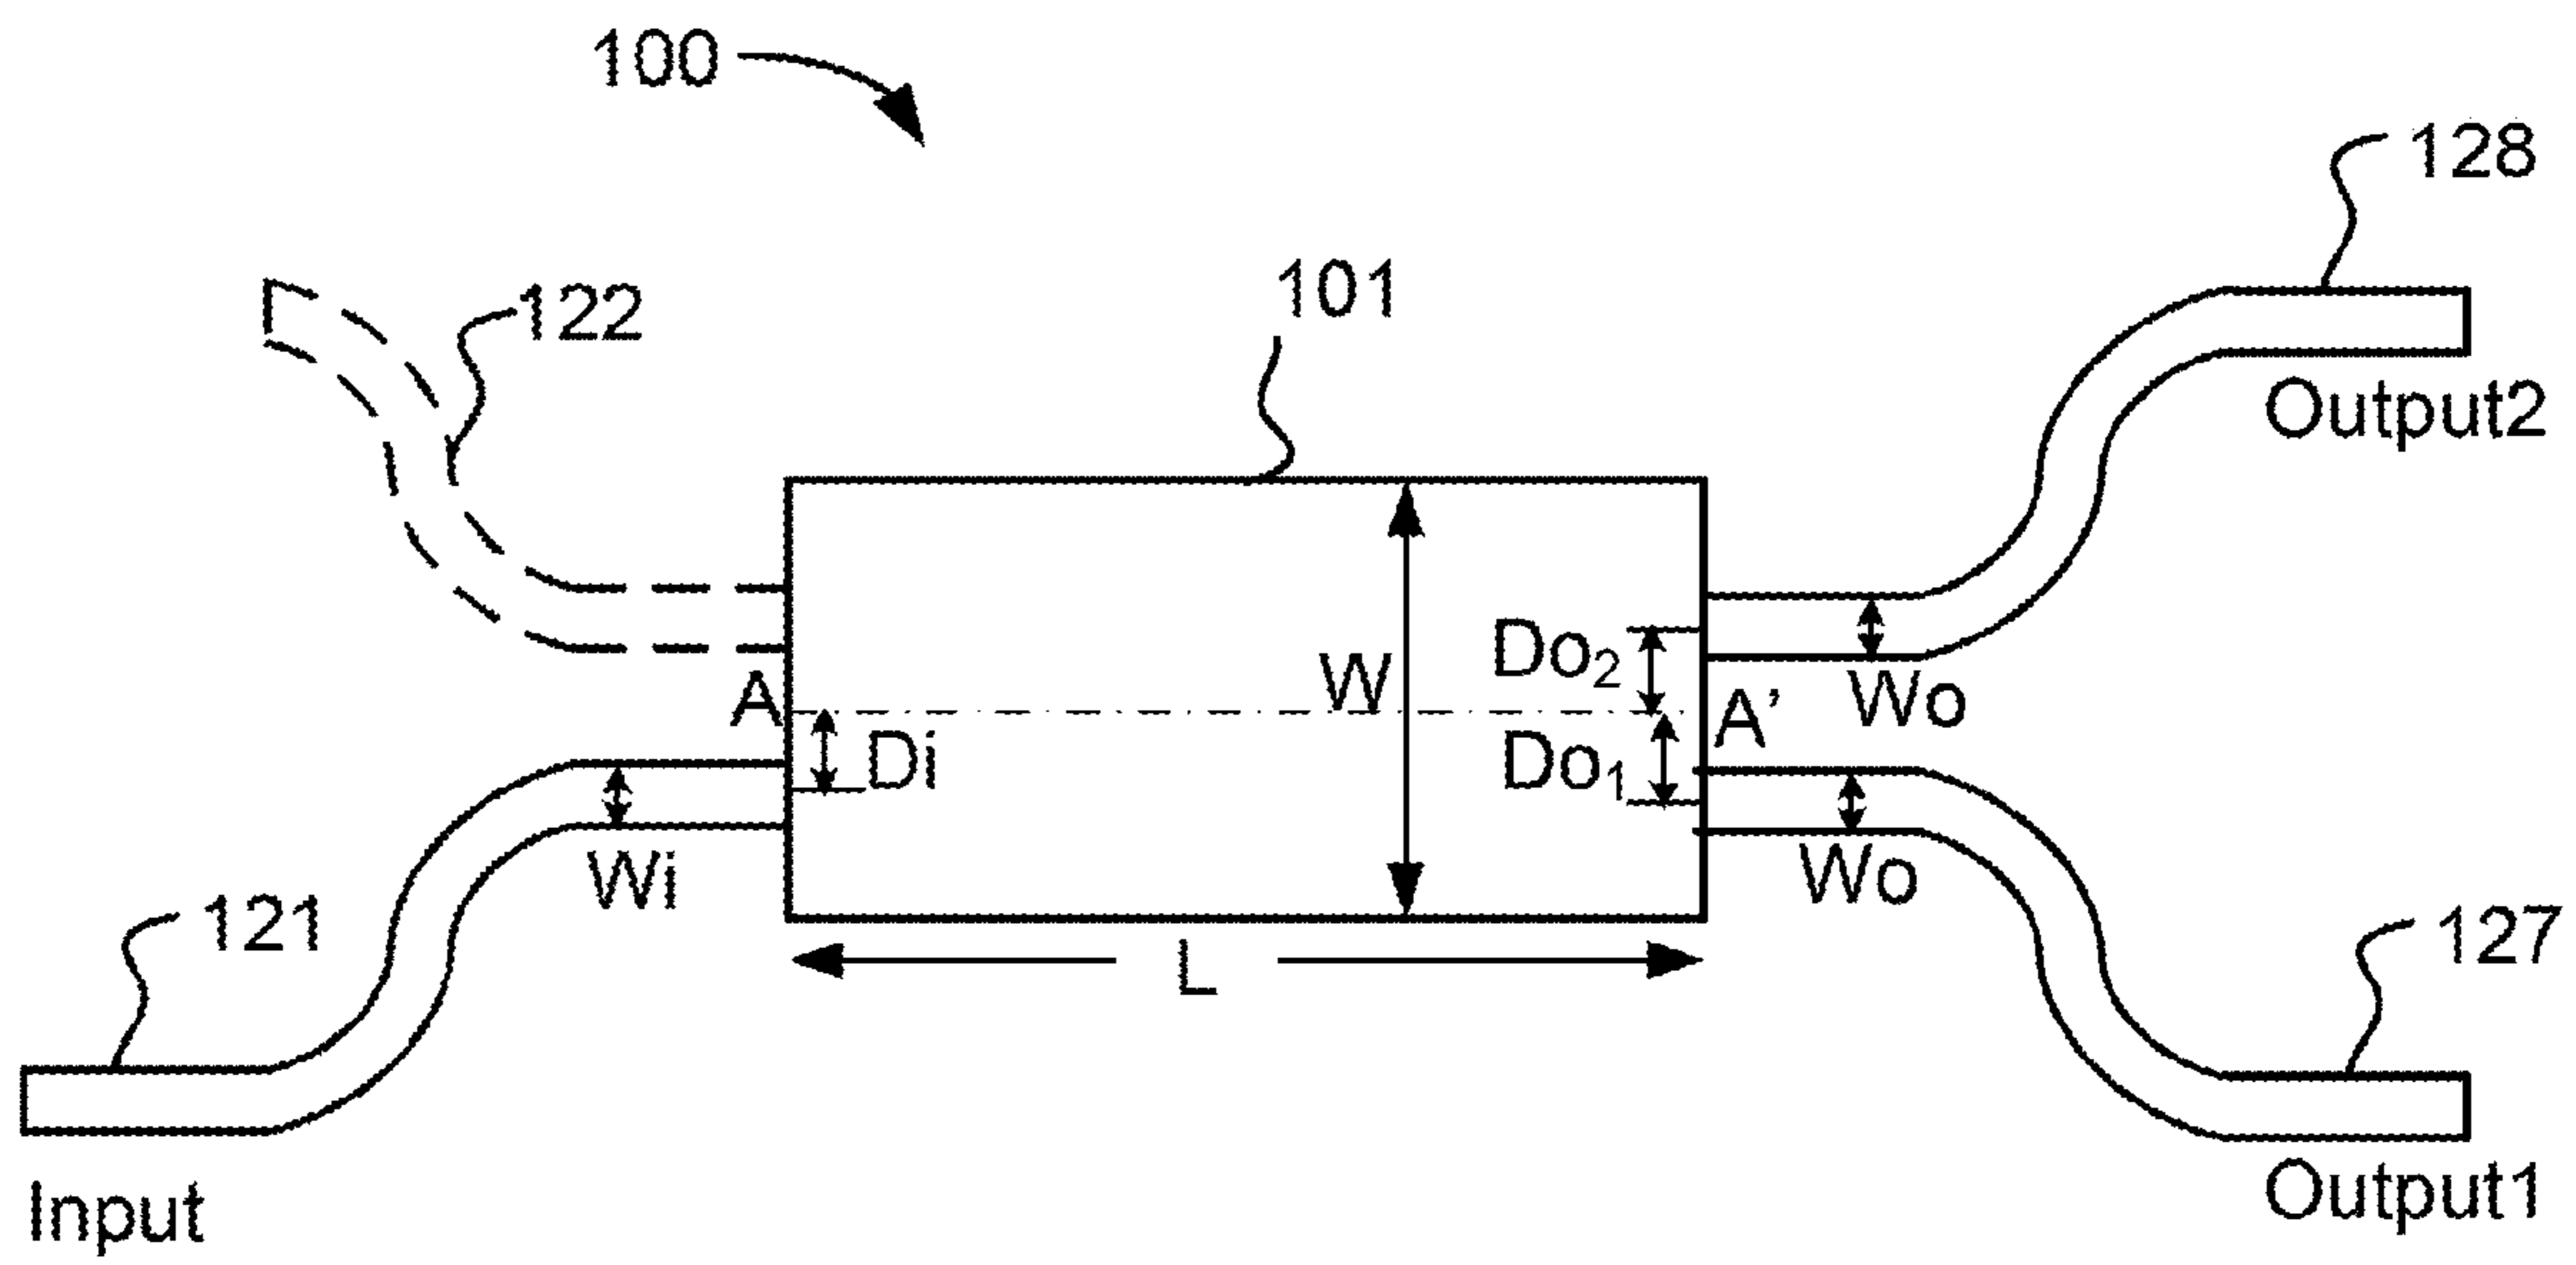 100
128
101
122
Output2
Do2
W
A
Wo
A’
Di
Do1
Wi
Wo
121
127
L
Output1
Input